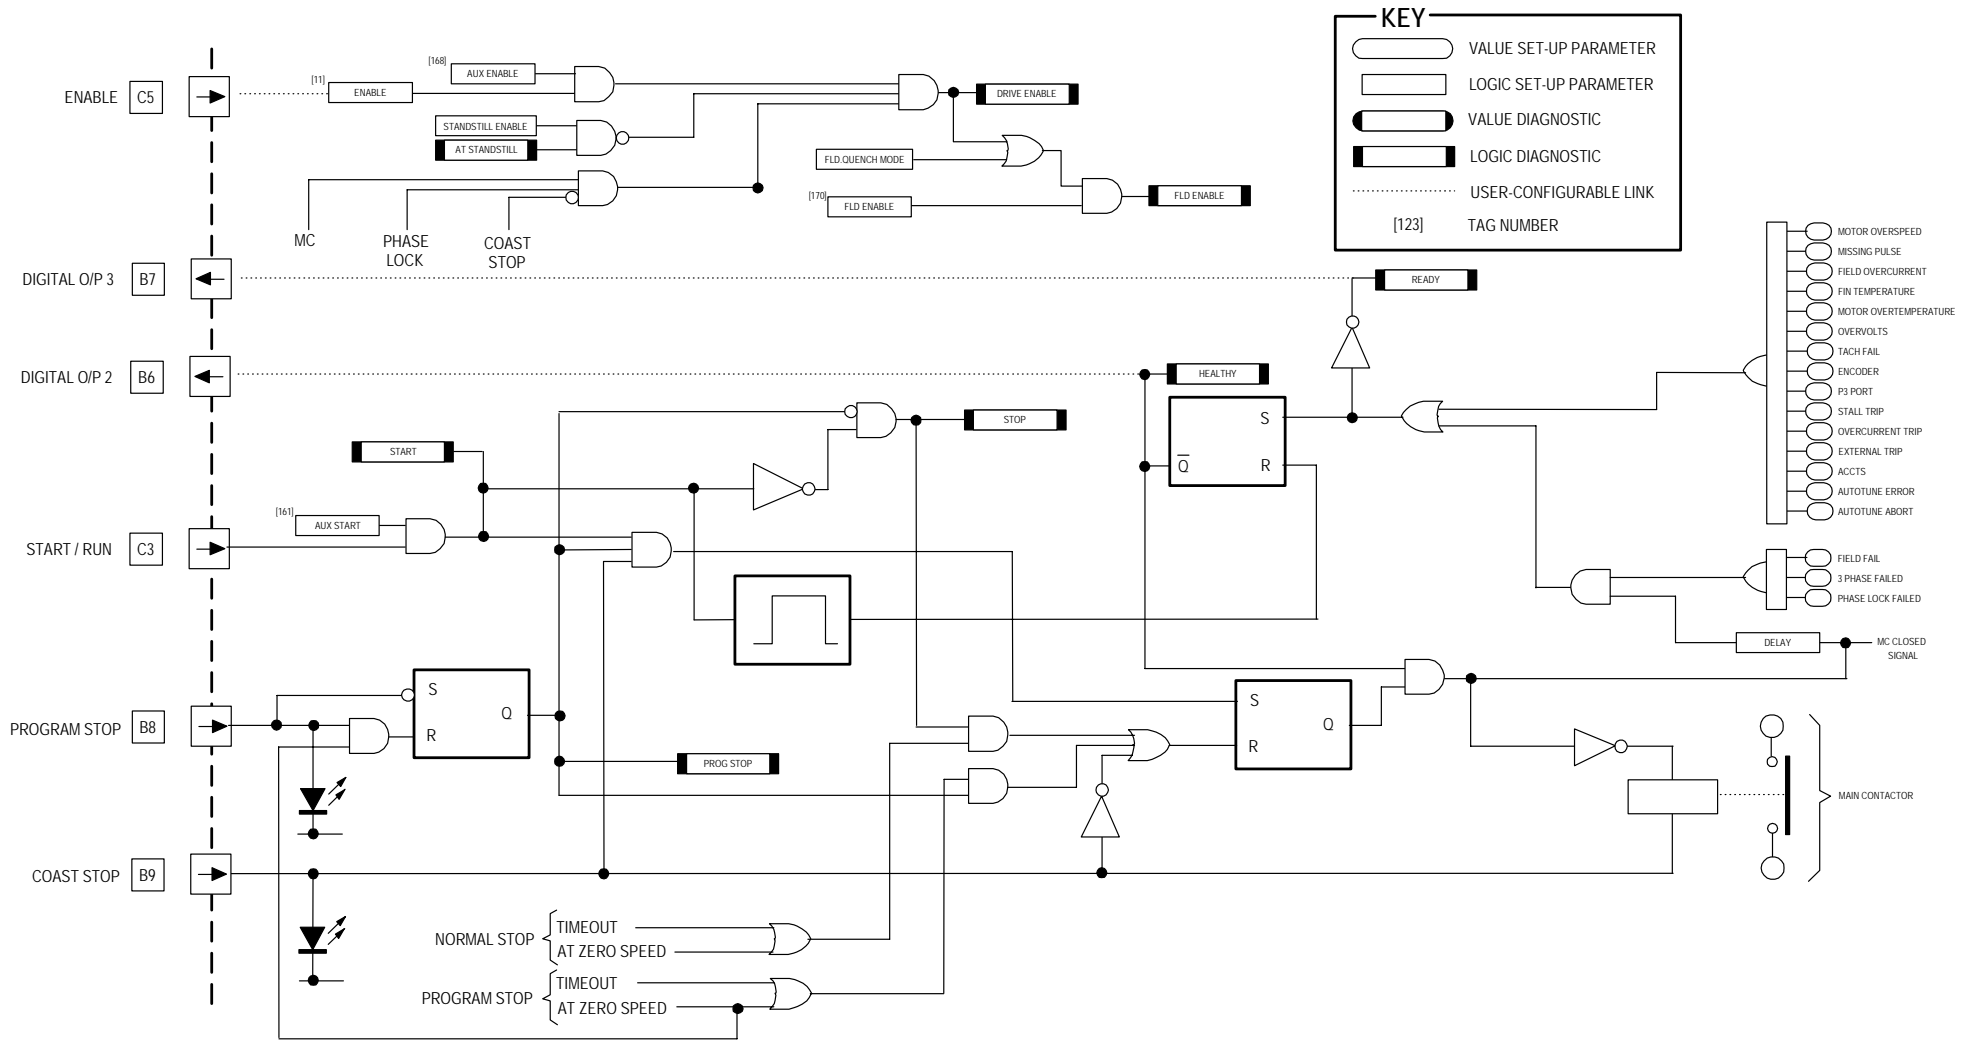 KEY
VALUE SET-UP PARAMETER
LOGIC SET-UP PARAMETER
VALUE DIAGNOSTIC
LOGIC DIAGNOSTIC
USER-CONFIGURABLE LINK
[123] TAG NUMBER
ENABLE C5
[11]
ENABLE
[168]
AUX ENABLE
STANDSTILL ENABLE
AT STANDSTILL
DRIVE ENABLE
FLD.QUENCH MODE
[170]
FLD ENABLE
FLD ENABLE
MC
PHASE
LOCK
COAST
STOP
DIGITAL O/P 3 B7
READY
DIGITAL O/P 2 B6
HEALTHY
STOP
START
S
Q
R
[161]
AUX START
START / RUN C3
MOTOR OVERSPEED
MISSING PULSE
FIELD OVERCURRENT
FIN TEMPERATURE
MOTOR OVERTEMPERATURE
OVERVOLTS
TACH FAIL
ENCODER
P3 PORT
STALL TRIP
OVERCURRENT TRIP
EXTERNAL TRIP
ACCTS
AUTOTUNE ERROR
AUTOTUNE ABORT
FIELD FAIL
3 PHASE FAILED
PHASE LOCK FAILED
DELAY
MC CLOSED
SIGNAL
PROGRAM STOP B8
S
Q
R
PROG STOP
S
Q
R
MAIN CONTACTOR
COAST STOP B9
NORMAL STOP
TIMEOUT
AT ZERO SPEED
PROGRAM STOP
TIMEOUT
AT ZERO SPEED